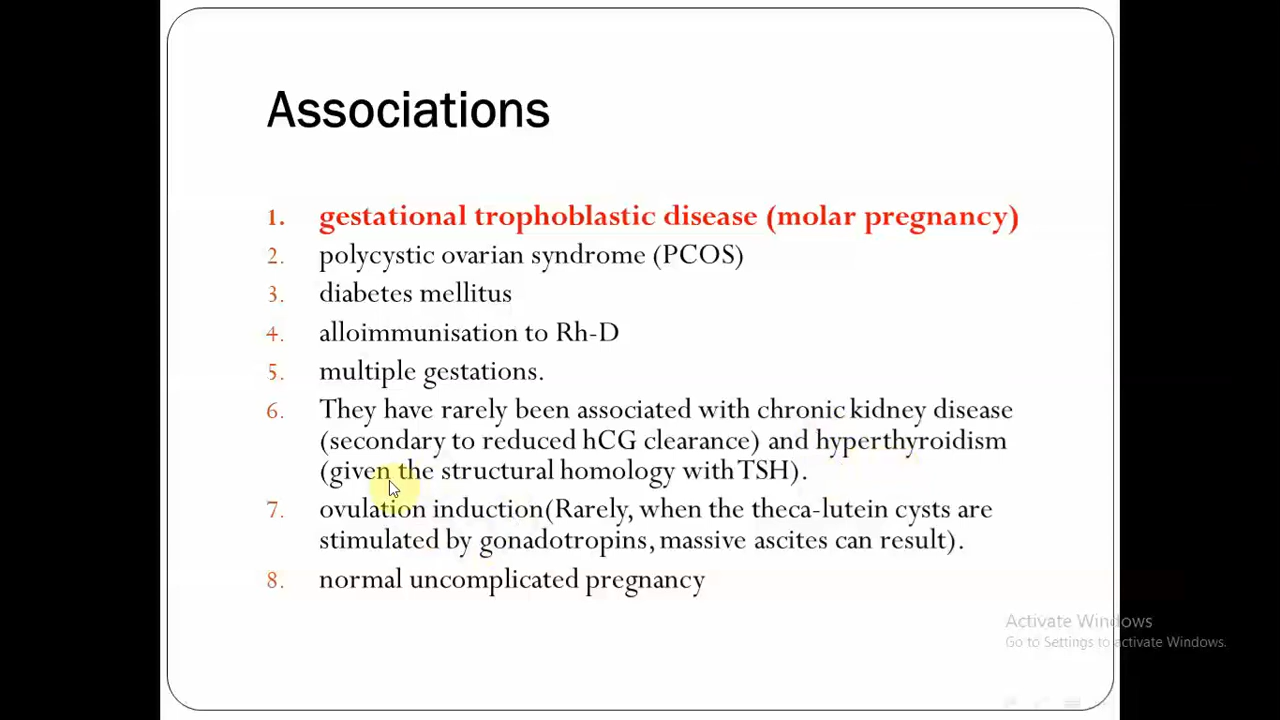 Associations
1. gestational trophoblastic disease (molar pregnancy)
2. polycystic ovarian syndrome (PCOS)
3. diabetes mellitus
4. alloimmunisation to Rh-D
5. multiple gestations.
6. They have rarely been associated with chronic kidney disease
(secondary to reduced hCG clearance) and hyperthyroidism
(given the structural homology with TSH).
7. ovulation induction(Rarely, when the theca-lutein cysts are
stimulated by gonadotropins, massive ascites can result).
8. normal uncomplicated pregnancy
Activate Windows
Go to Settings to activate Windows.